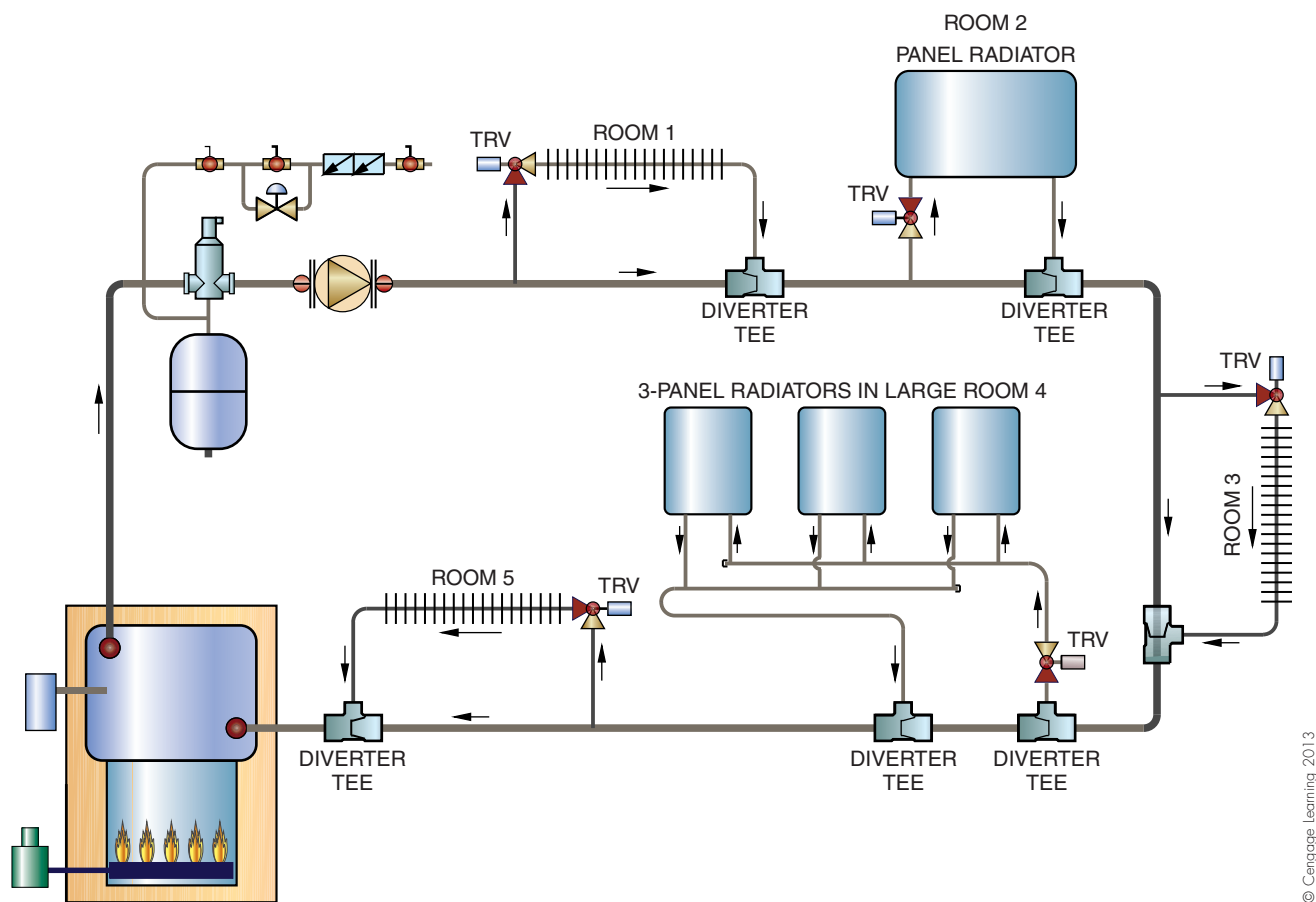 ROOM 2
PANEL RADIATOR
TRV
ROOM 1
TRV
DIVERTER
TEE
DIVERTER
TEE
TRV
3-PANEL RADIATORS IN LARGE ROOM 4
ROOM 3
ROOM 5
TRV
TRV
DIVERTER
TEE
DIVERTER
TEE
DIVERTER
TEE
© Cengage Learning 2013